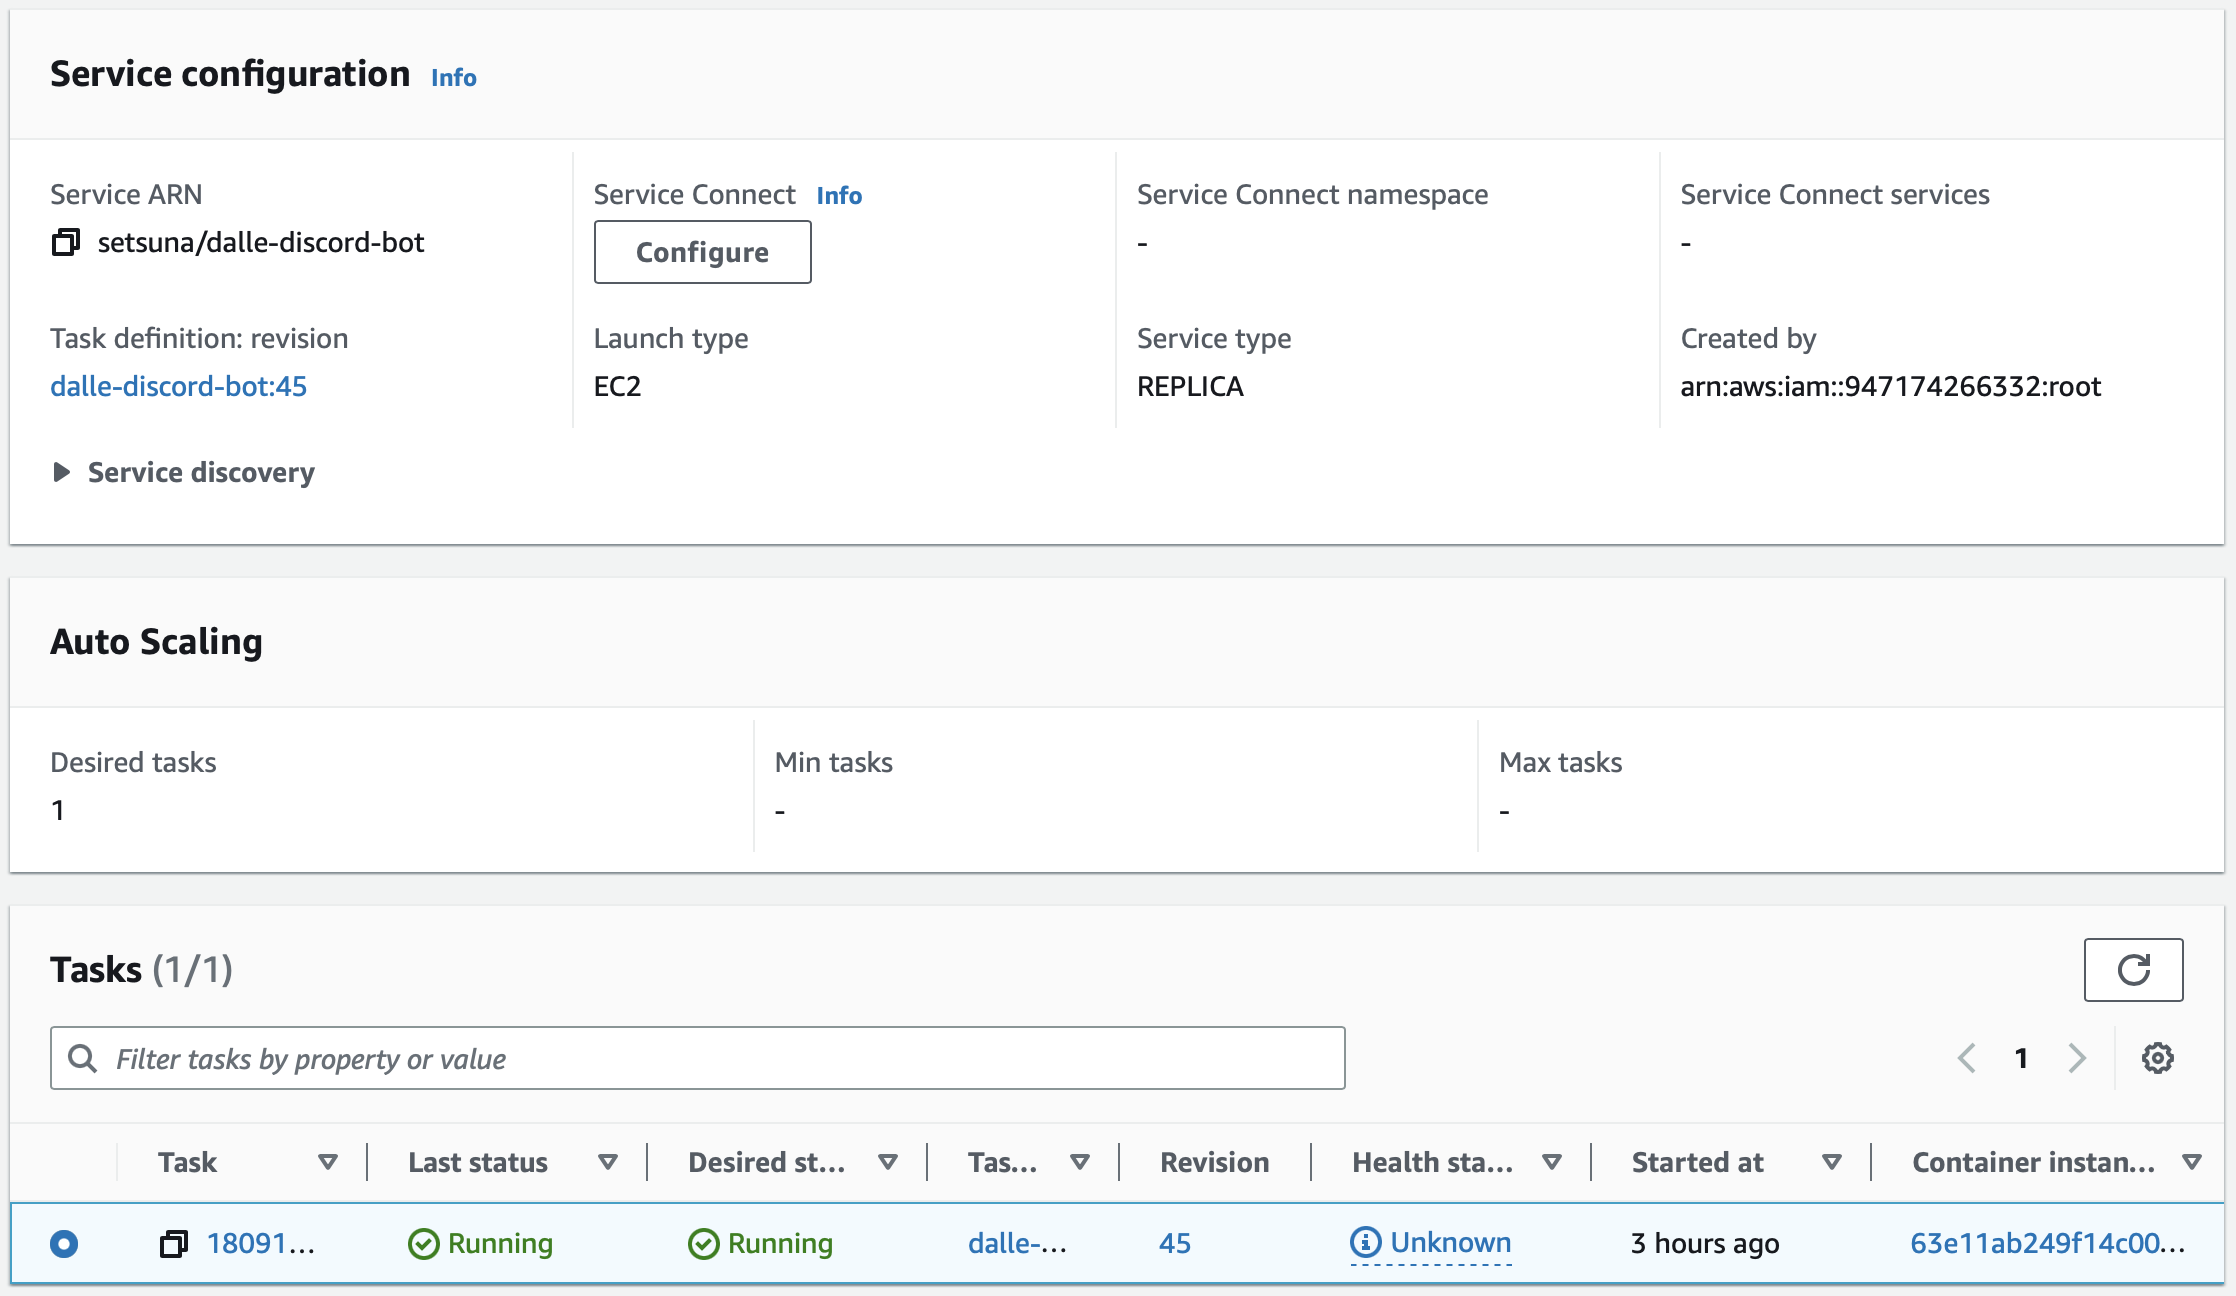 Service configuration Info
Service ARN
setsuna/dalle-discord-bot
Service Connect Info
Configure
Service Connect namespace
-
Service Connect services
-
Task definition: revision
dalle-discord-bot:45
Launch type
EC2
Service type
REPLICA
Created by
arn:aws:iam::947174266332:root
Service discovery
Auto Scaling
Desired tasks
1
Min tasks
-
Max tasks
-
Tasks (1/1)
Filter tasks by property or value
1
Task Last status Desired st... Tas... Revision Health sta... Started at Container instan...
18091... Running Running dalle-... 45 Unknown 3 hours ago 63e11ab249f14c00...